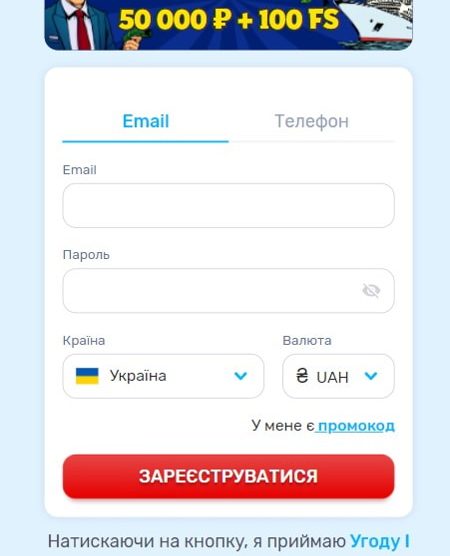 50 000 ₽ + 100 FS
Email Телефон
Email
Пароль
Країна Валюта
Україна ₴ UAH
У мене є промокод
ЗАРЕЄСТРУВАТИСЯ
Натискаючи на кнопку, я приймаю Угоду І